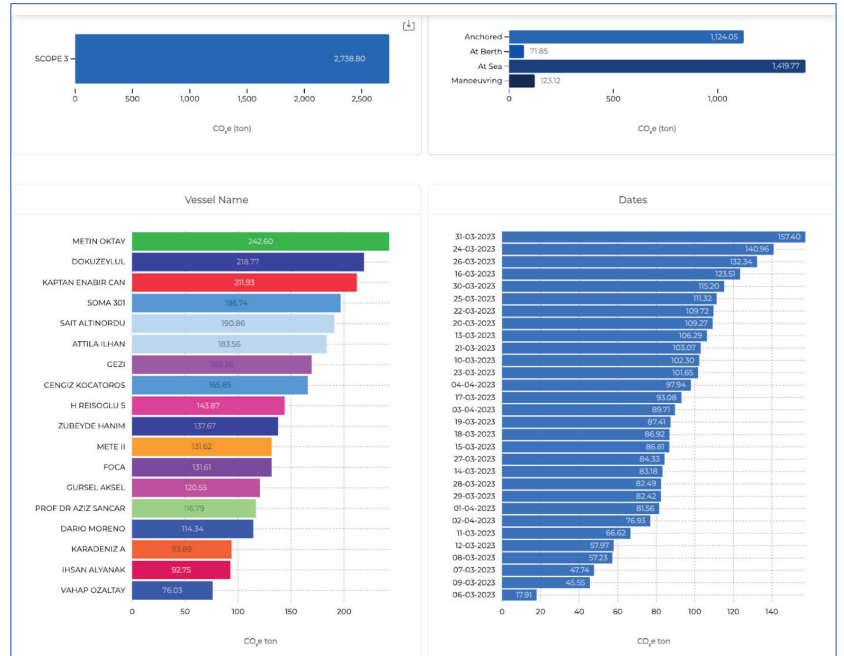 SCOPE 3
2,738.80
0 500 1,000 1,500 2,000 2,500
CO₂e (ton)
Anchored 1,124.05
At Berth 71.85
At Sea 1,419.77
Manoeuvring 123.12
0 500 1,000
CO₂e (ton)
Vessel Name
METIN OKTAY 242.60
DOKUZEYLUL 218.77
KAPTAN ENABIR CAN 211.93
SOMA 301 196.74
SAIT ALTINORDU 190.86
ATTILA ILHAN 183.56
GEZI
CENGIZ KOCATOROS 165.85
H REISOGLU 5 143.87
ZUBEYDE HANIM 137.67
METE II 131.62
FOCA 131.61
GURSEL AKSEL 120.55
PROF DR AZIZ SANCAR 116.79
DARIO MORENO 114.34
KARADENIZ A 93.89
IHSAN ALYANAK 92.75
VAHAP OZALTAY 76.03
0 50 100 150 200
CO₂e ton
Dates
31-03-2023 157.40
24-03-2023 140.96
26-03-2023 132.34
16-03-2023 123.51
30-03-2023 115.20
25-03-2023 111.32
22-03-2023 109.72
20-03-2023 109.27
13-03-2023 106.29
21-03-2023 103.07
10-03-2023 102.30
23-03-2023 101.65
04-04-2023 97.94
17-03-2023 93.08
03-04-2023 89.71
19-03-2023 87.41
18-03-2023 86.92
15-03-2023 86.81
27-03-2023 84.33
14-03-2023 83.18
28-03-2023 82.49
29-03-2023 82.42
01-04-2023 81.56
02-04-2023 76.93
11-03-2023 66.62
12-03-2023 57.97
08-03-2023 57.23
07-03-2023 47.74
09-03-2023 45.55
06-03-2023 17.91
0 20 40 60 80 100 120 140
CO₂e ton